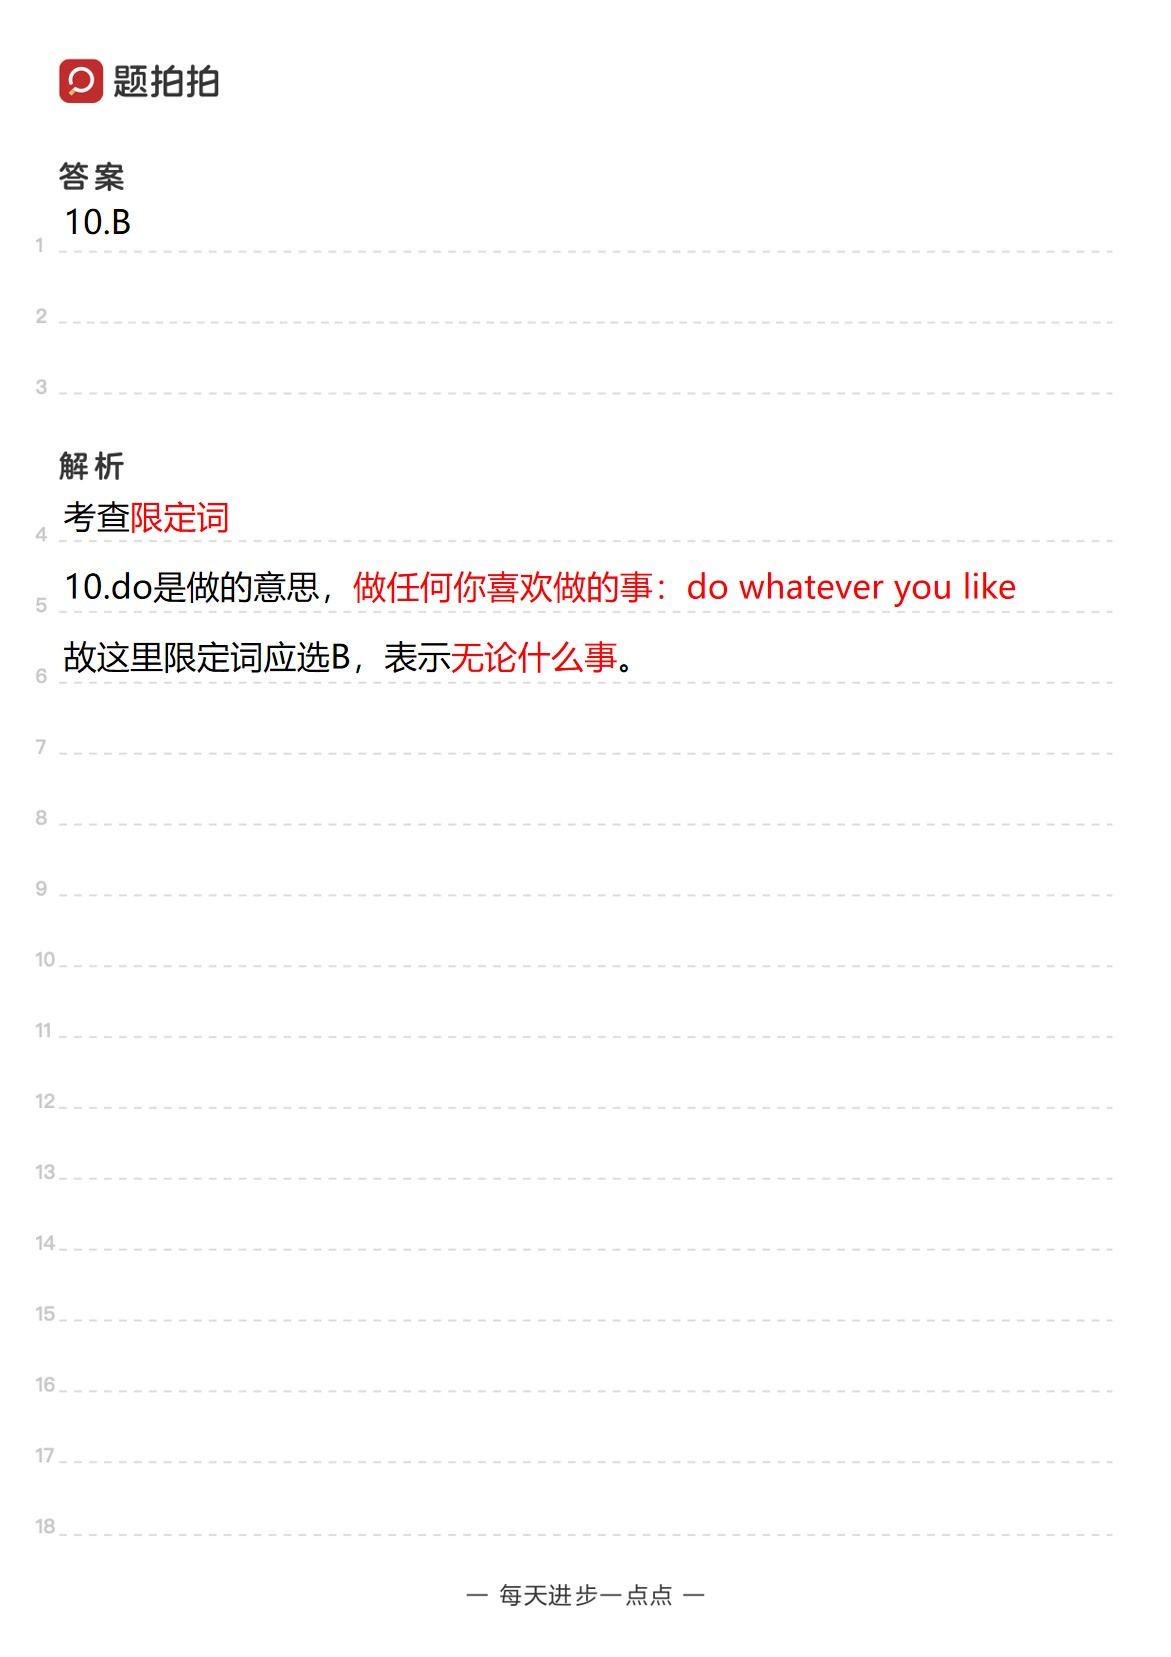 题拍拍
答案
10.B
1
2
3
解析
考查限定词
4
10.do是做的意思，做任何你喜欢做的事：do whatever you like
5
故这里限定词应选B，表示无论什么事。
6
7
8
9
10
11
12
13
14
15
16
17
18
— 每天进步一点点 —